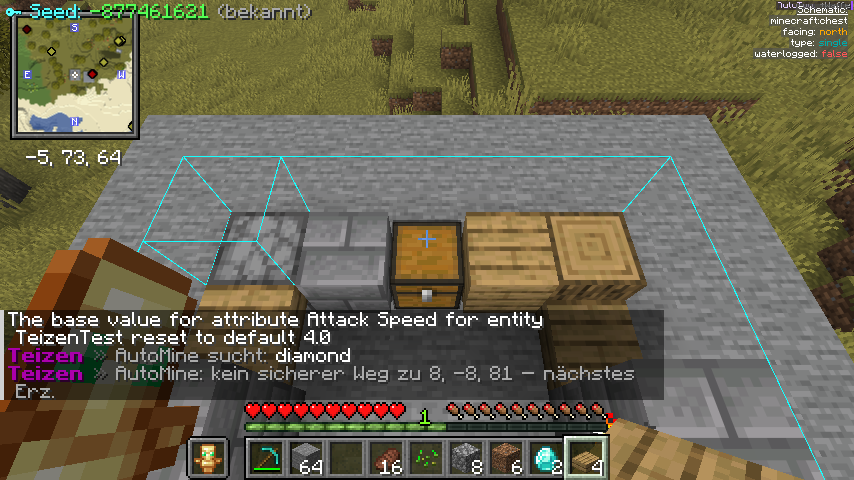 Seed: -877461621 (bekannt)
S
E
W
N
-5, 73, 64
Schematic:
minecraft:chest
facing: north
type: single
waterlogged: false
The base value for attribute Attack Speed for entity
TeizenTest reset to default 4.0
Teizen » AutoMine sucht: diamond
Teizen » AutoMine: kein sicherer Weg zu 8, -8, 81 – nächstes
Erz.
1
64
16
8
6
2
4